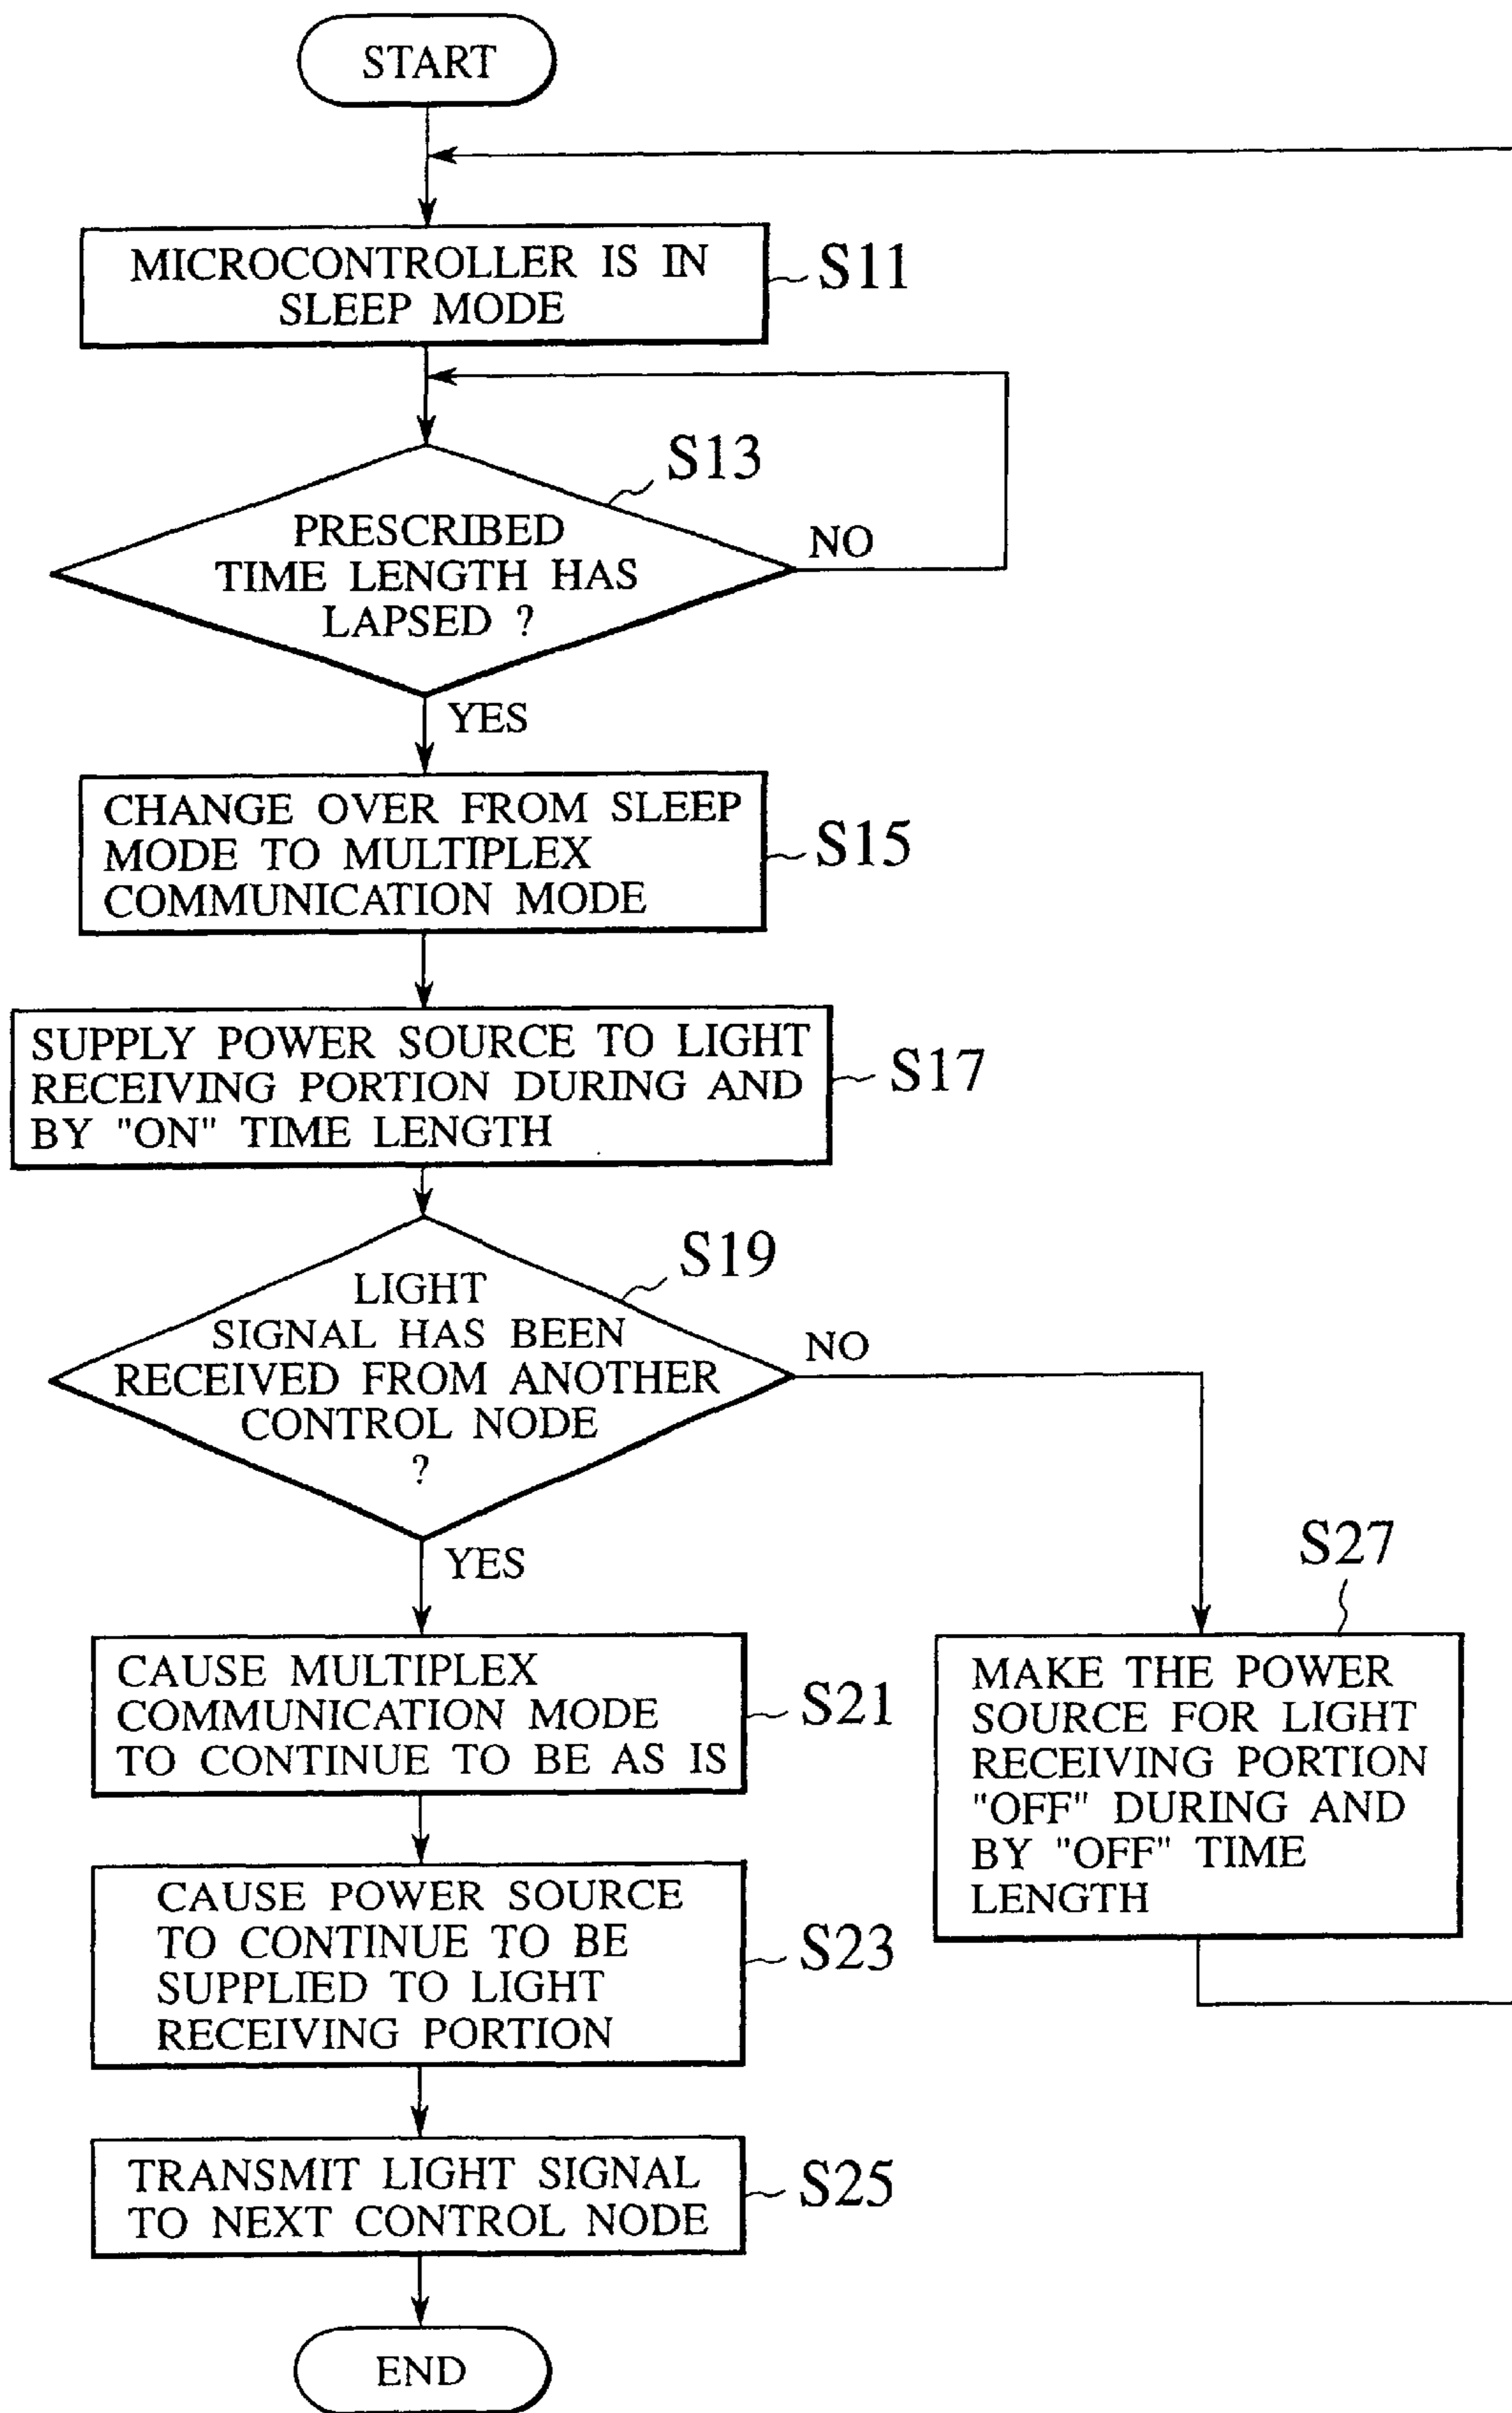 START
MICROCONTROLLER IS IN
SLEEP MODE
S11
S13
PRESCRIBED
TIME LENGTH HAS
LAPSED ?
NO
YES
CHANGE OVER FROM SLEEP
MODE TO MULTIPLEX
COMMUNICATION MODE
S15
SUPPLY POWER SOURCE TO LIGHT
RECEIVING PORTION DURING AND
BY "ON" TIME LENGTH
S17
S19
LIGHT
SIGNAL HAS BEEN
RECEIVED FROM ANOTHER
CONTROL NODE
?
NO
YES
CAUSE MULTIPLEX
COMMUNICATION MODE
TO CONTINUE TO BE AS IS
S21
S27
MAKE THE POWER
SOURCE FOR LIGHT
RECEIVING PORTION
"OFF" DURING AND
BY "OFF" TIME
LENGTH
CAUSE POWER SOURCE
TO CONTINUE TO BE
SUPPLIED TO LIGHT
RECEIVING PORTION
S23
TRANSMIT LIGHT SIGNAL
TO NEXT CONTROL NODE
S25
END